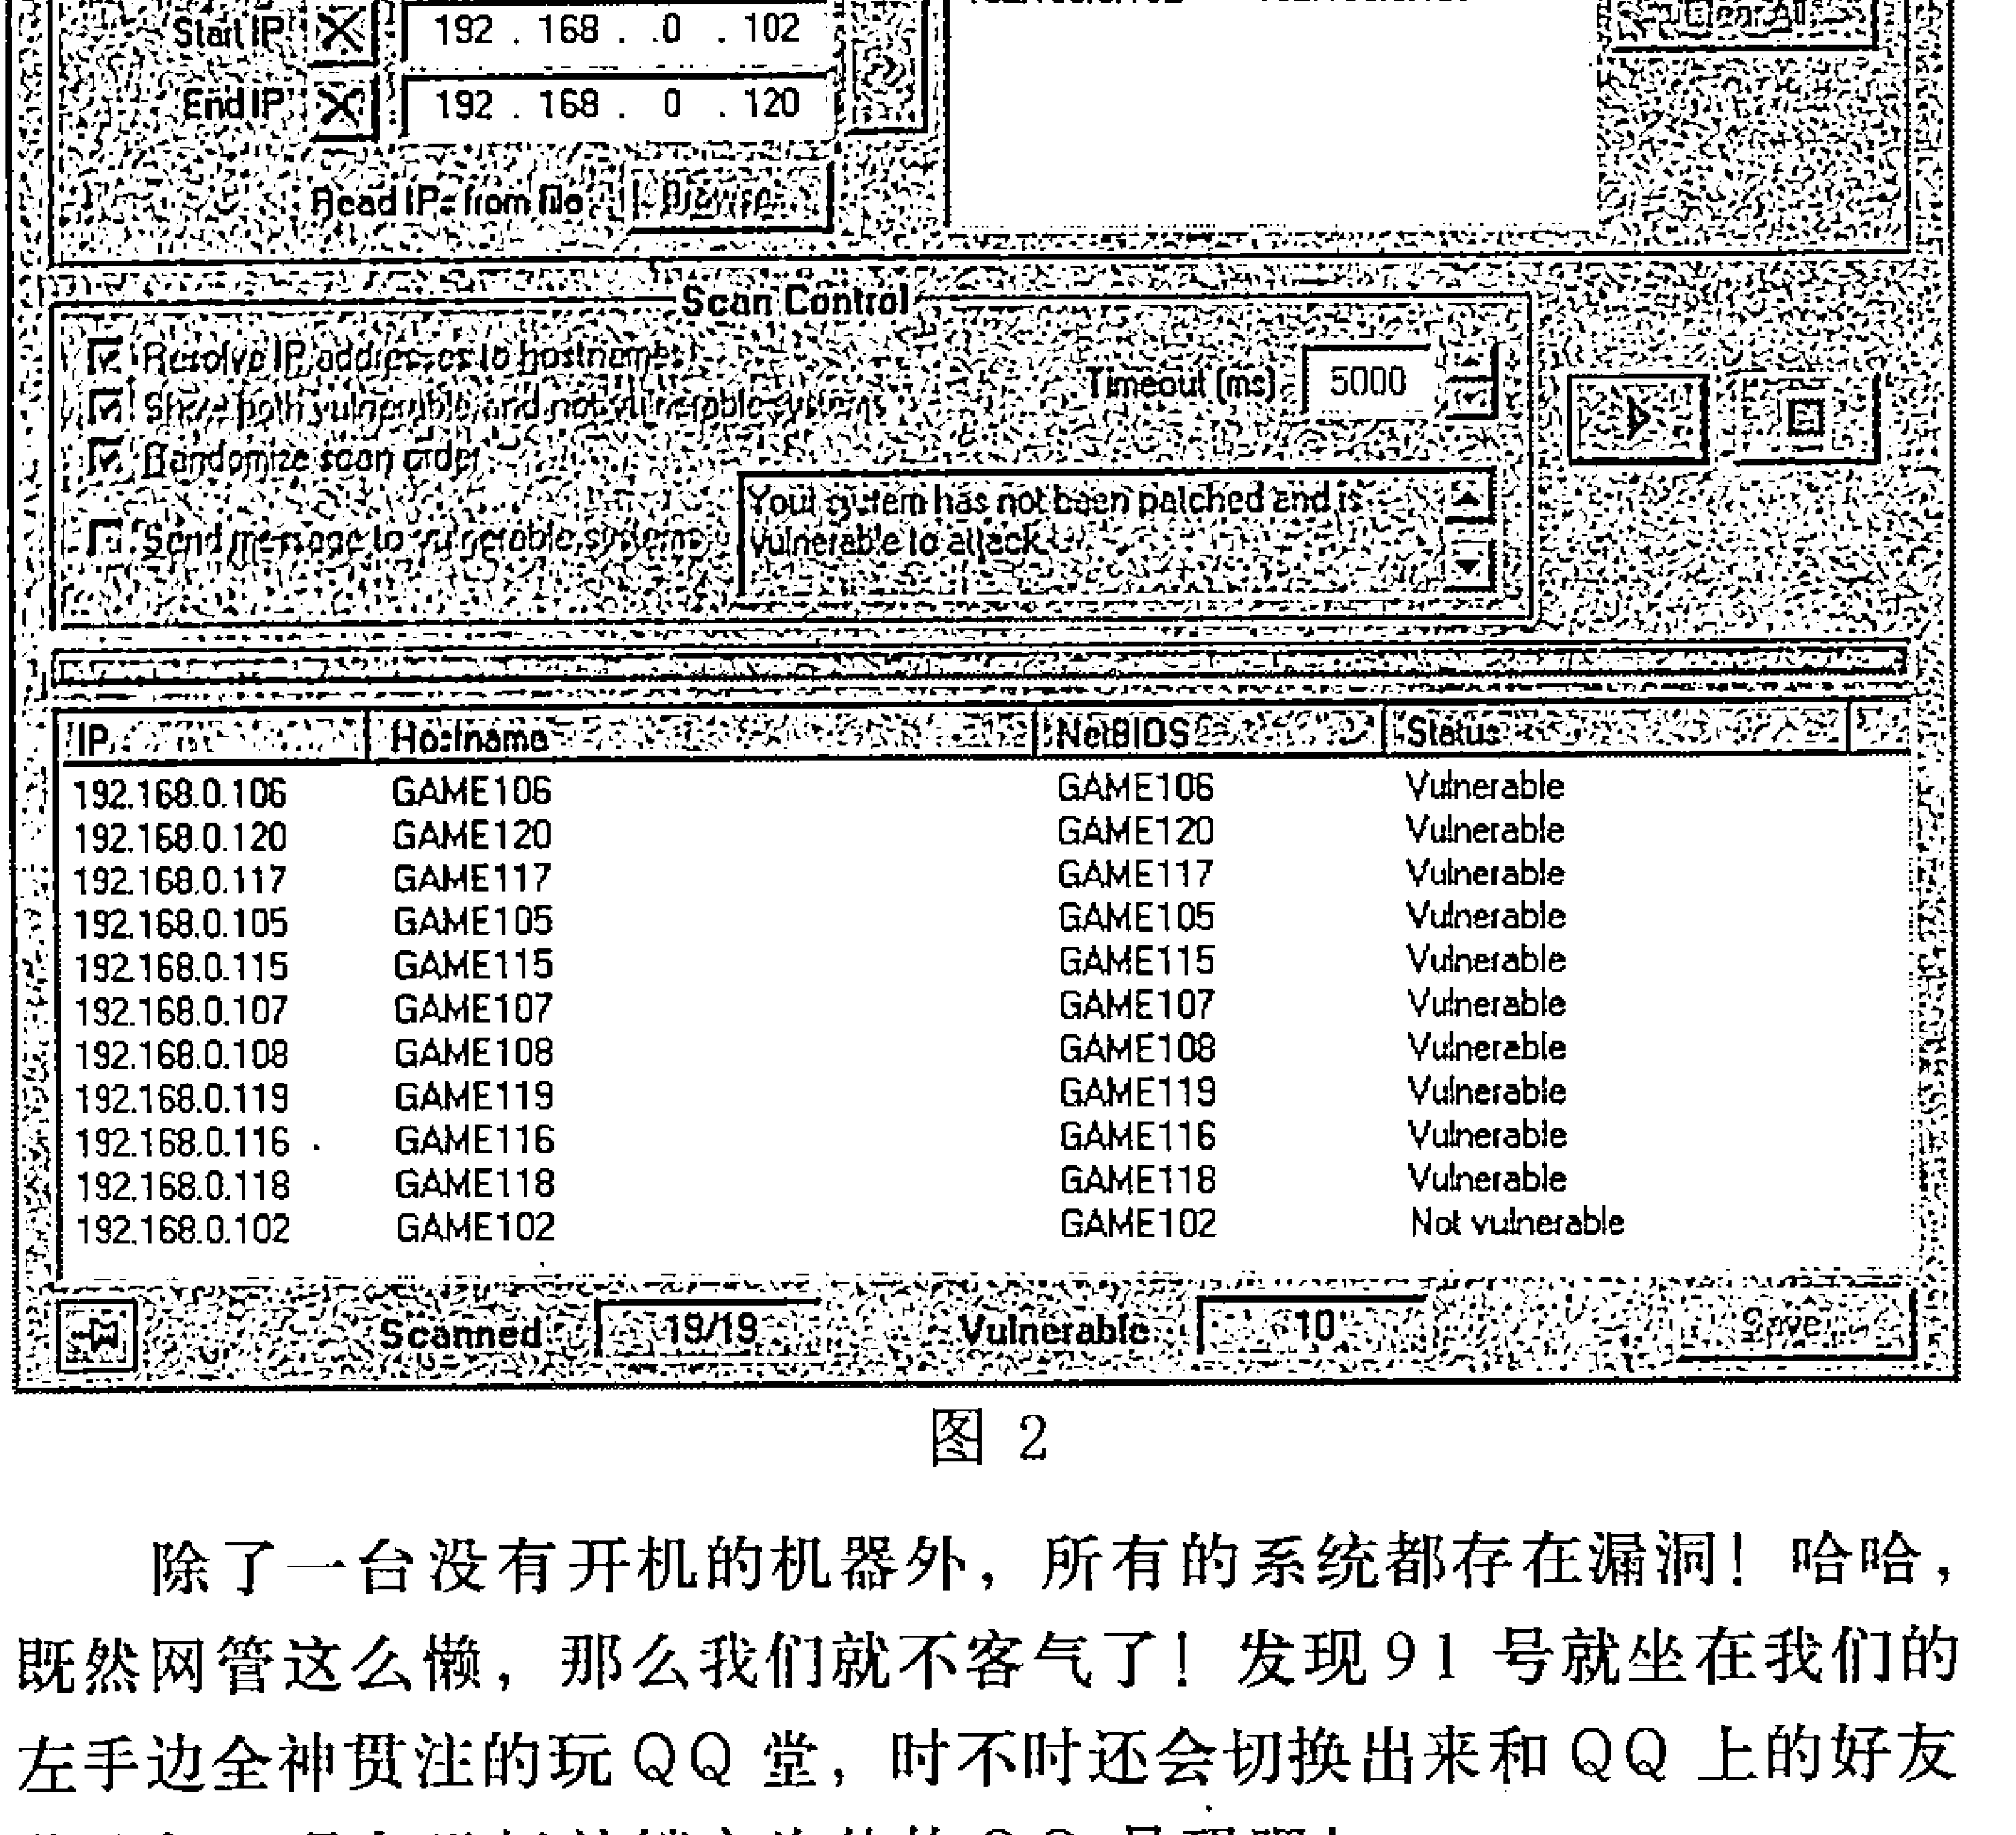 Start IP 192 . 168 . 0 . 102
End IP 192 . 168 . 0 . 120
Read IPs from file Browse
Scan Control
Resolve IP addresses to hostnames
Show both vulnerable and not vulnerable systems
Timeout (ms) 5000
Randomize scan order
Send message to vulnerable systems
Your system has not been patched and is
vulnerable to attack.
IP Hostname NetBIOS Status
192.168.0.106 GAME106 GAME106 Vulnerable
192.168.0.120 GAME120 GAME120 Vulnerable
192.168.0.117 GAME117 GAME117 Vulnerable
192.168.0.105 GAME105 GAME105 Vulnerable
192.168.0.115 GAME115 GAME115 Vulnerable
192.168.0.107 GAME107 GAME107 Vulnerable
192.168.0.108 GAME108 GAME108 Vulnerable
192.168.0.119 GAME119 GAME119 Vulnerable
192.168.0.116 GAME116 GAME116 Vulnerable
192.168.0.118 GAME118 GAME118 Vulnerable
192.168.0.102 GAME102 GAME102 Not vulnerable
Scanned 19/19 Vulnerable 10 Save
图 2
除了一台没有开机的机器外，所有的系统都存在漏洞！哈哈，
既然网管这么懒，那么我们就不客气了！发现91 号就坐在我们的
左手边全神贯注的玩 QQ 堂，时不时还会切换出来和 QQ 上的好友